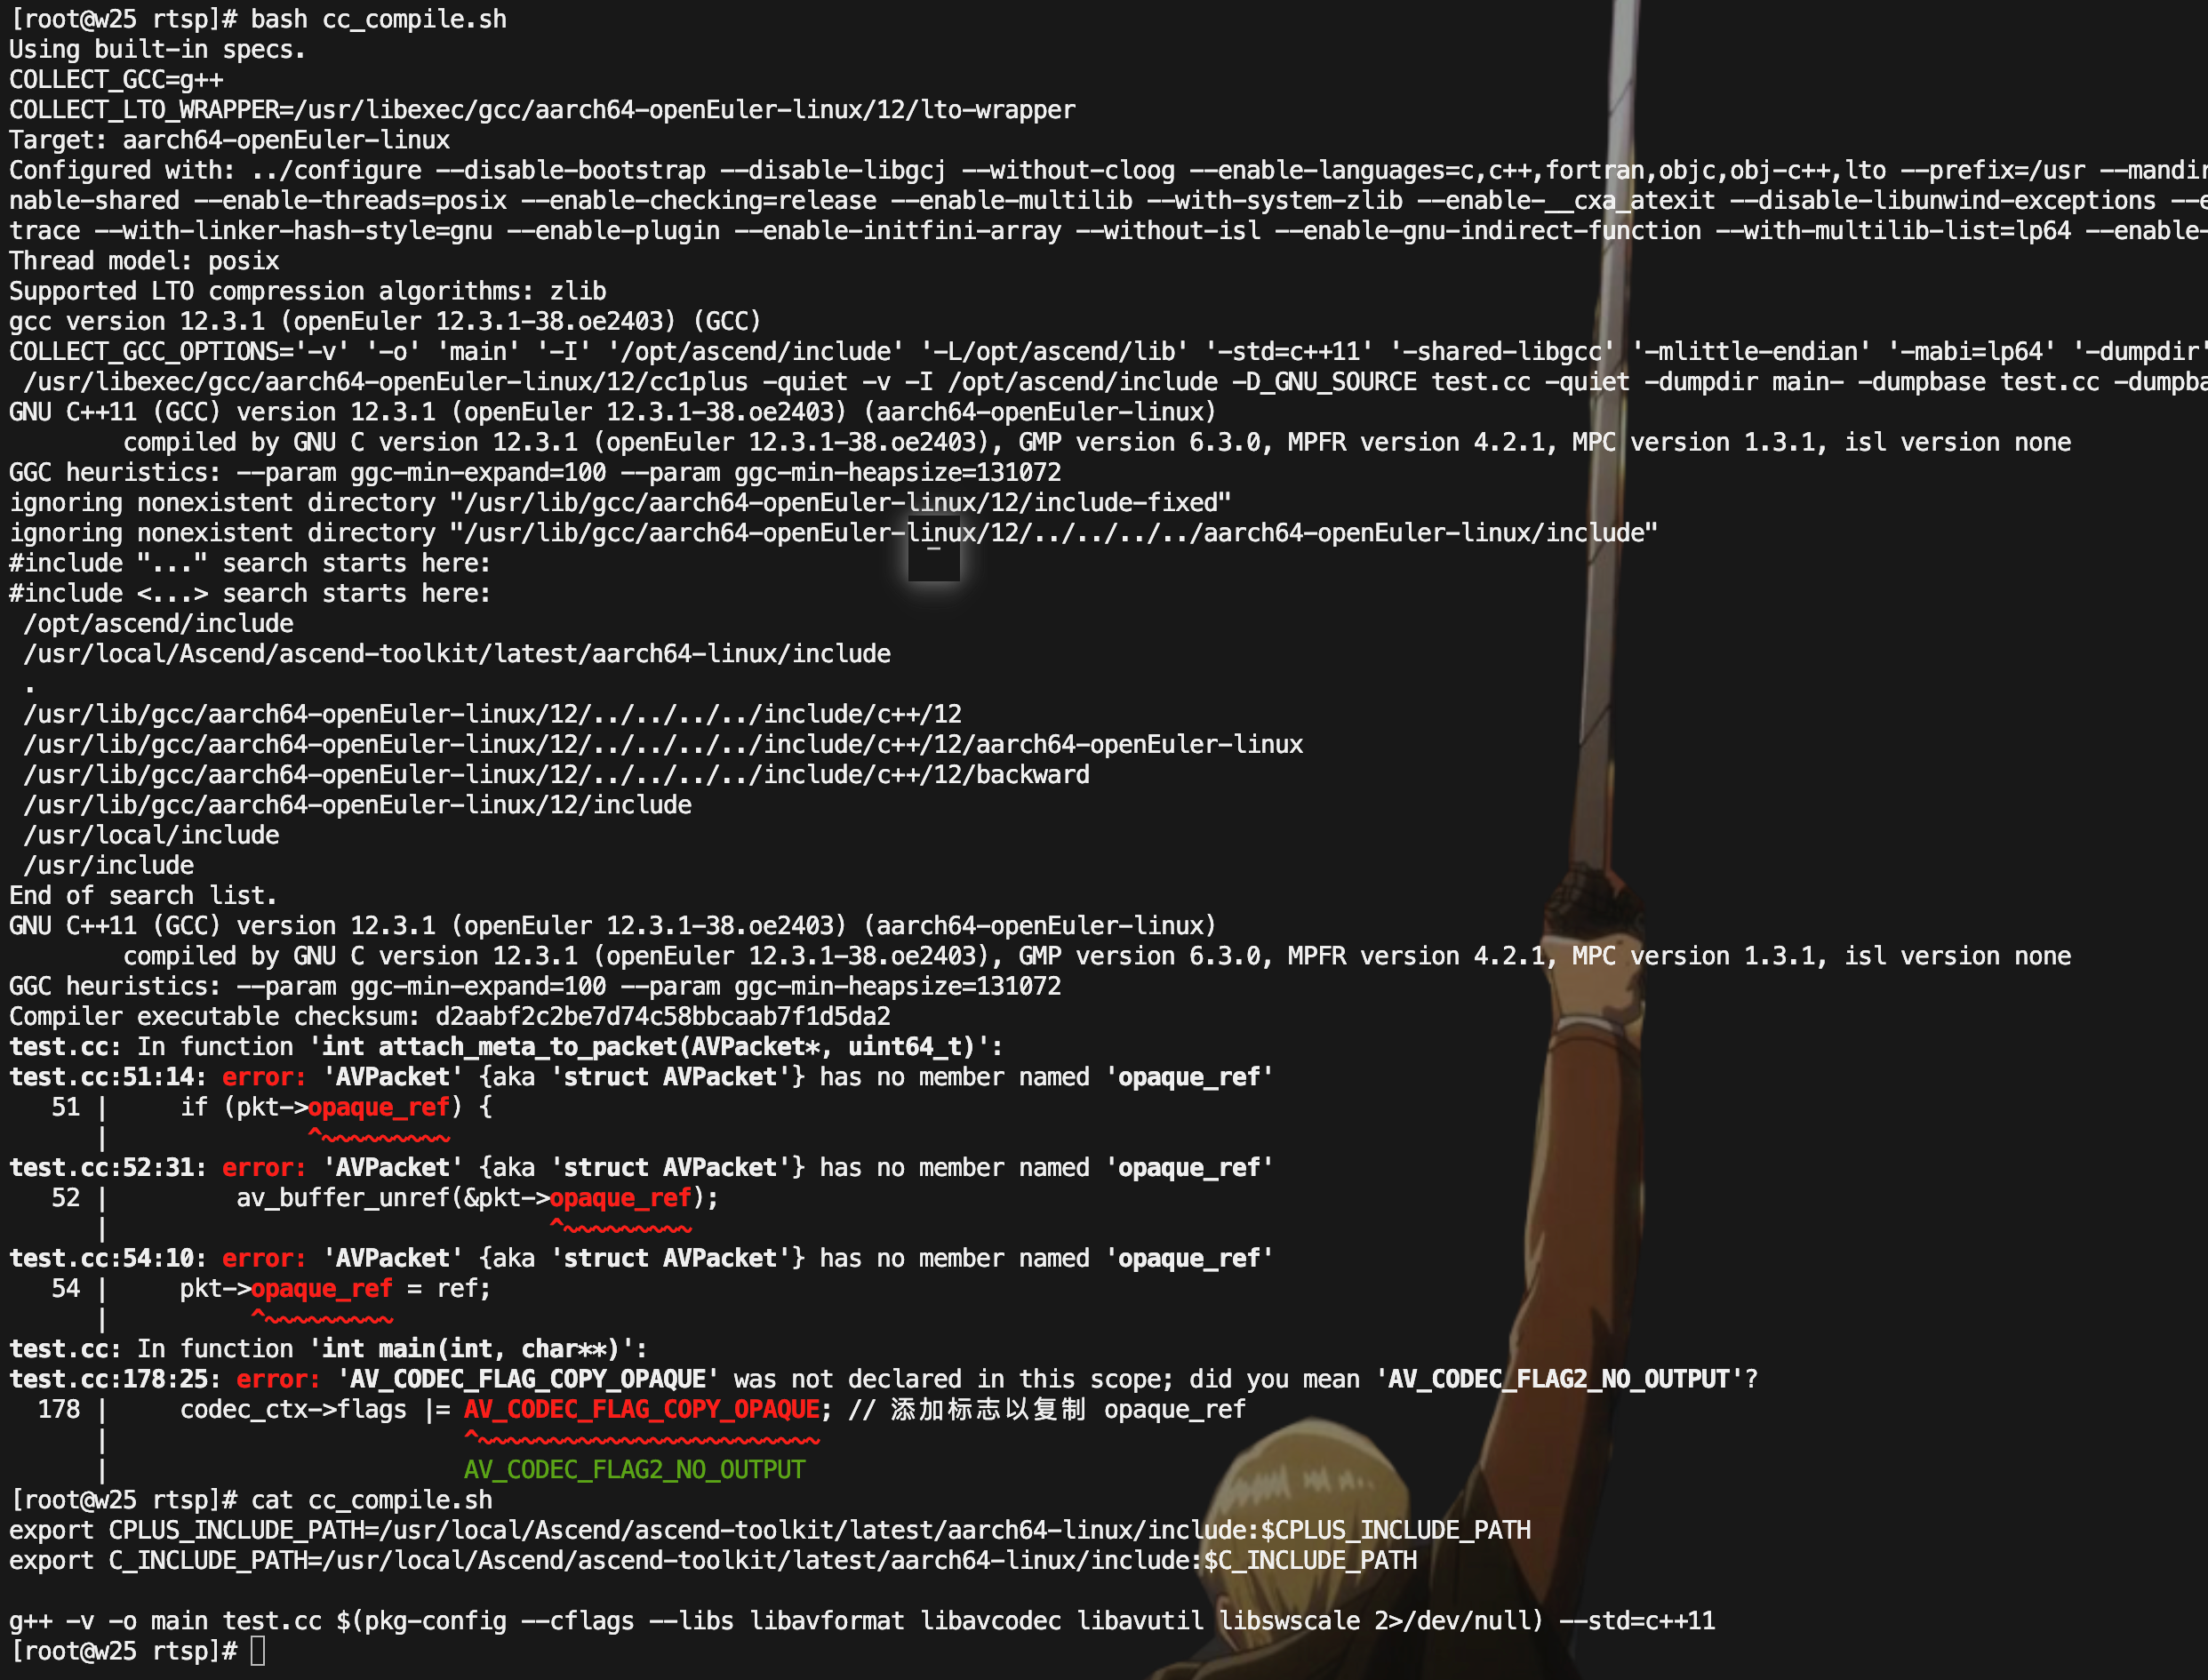 [root@w25 rtsp]# bash cc_compile.sh
Using built-in specs.
COLLECT_GCC=g++
COLLECT_LTO_WRAPPER=/usr/libexec/gcc/aarch64-openEuler-linux/12/lto-wrapper
Target: aarch64-openEuler-linux
Configured with: ../configure --disable-bootstrap --disable-libgcj --without-cloog --enable-languages=c,c++,fortran,objc,obj-c++,lto --prefix=/usr --mandir
nable-shared --enable-threads=posix --enable-checking=release --enable-multilib --with-system-zlib --enable-__cxa_atexit --disable-libunwind-exceptions --e
trace --with-linker-hash-style=gnu --enable-plugin --enable-initfini-array --without-isl --enable-gnu-indirect-function --with-multilib-list=lp64 --enable-
Thread model: posix
Supported LTO compression algorithms: zlib
gcc version 12.3.1 (openEuler 12.3.1-38.oe2403) (GCC)
COLLECT_GCC_OPTIONS='-v' '-o' 'main' '-I' '/opt/ascend/include' '-L/opt/ascend/lib' '-std=c++11' '-shared-libgcc' '-mlittle-endian' '-mabi=lp64' '-dumpdir'
 /usr/libexec/gcc/aarch64-openEuler-linux/12/cc1plus -quiet -v -I /opt/ascend/include -D_GNU_SOURCE test.cc -quiet -dumpdir main- -dumpbase test.cc -dumpba
GNU C++11 (GCC) version 12.3.1 (openEuler 12.3.1-38.oe2403) (aarch64-openEuler-linux)
        compiled by GNU C version 12.3.1 (openEuler 12.3.1-38.oe2403), GMP version 6.3.0, MPFR version 4.2.1, MPC version 1.3.1, isl version none
GGC heuristics: --param ggc-min-expand=100 --param ggc-min-heapsize=131072
ignoring nonexistent directory "/usr/lib/gcc/aarch64-openEuler-linux/12/include-fixed"
ignoring nonexistent directory "/usr/lib/gcc/aarch64-openEuler-linux/12/../../../../aarch64-openEuler-linux/include"
#include "..." search starts here:
#include <...> search starts here:
 /opt/ascend/include
 /usr/local/Ascend/ascend-toolkit/latest/aarch64-linux/include
 .
 /usr/lib/gcc/aarch64-openEuler-linux/12/../../../../include/c++/12
 /usr/lib/gcc/aarch64-openEuler-linux/12/../../../../include/c++/12/aarch64-openEuler-linux
 /usr/lib/gcc/aarch64-openEuler-linux/12/../../../../include/c++/12/backward
 /usr/lib/gcc/aarch64-openEuler-linux/12/include
 /usr/local/include
 /usr/include
End of search list.
GNU C++11 (GCC) version 12.3.1 (openEuler 12.3.1-38.oe2403) (aarch64-openEuler-linux)
        compiled by GNU C version 12.3.1 (openEuler 12.3.1-38.oe2403), GMP version 6.3.0, MPFR version 4.2.1, MPC version 1.3.1, isl version none
GGC heuristics: --param ggc-min-expand=100 --param ggc-min-heapsize=131072
Compiler executable checksum: d2aabf2c2be7d74c58bbcaab7f1d5da2
test.cc: In function 'int attach_meta_to_packet(AVPacket*, uint64_t)':
test.cc:51:14: error: 'AVPacket' {aka 'struct AVPacket'} has no member named 'opaque_ref'
   51 |     if (pkt->opaque_ref) {
      |              ^~~~~~~~~~
test.cc:52:31: error: 'AVPacket' {aka 'struct AVPacket'} has no member named 'opaque_ref'
   52 |         av_buffer_unref(&pkt->opaque_ref);
      |                               ^~~~~~~~~~
test.cc:54:10: error: 'AVPacket' {aka 'struct AVPacket'} has no member named 'opaque_ref'
   54 |     pkt->opaque_ref = ref;
      |          ^~~~~~~~~~
test.cc: In function 'int main(int, char**)':
test.cc:178:25: error: 'AV_CODEC_FLAG_COPY_OPAQUE' was not declared in this scope; did you mean 'AV_CODEC_FLAG2_NO_OUTPUT'?
  178 |     codec_ctx->flags |= AV_CODEC_FLAG_COPY_OPAQUE; // 添加标志以复制 opaque_ref
      |                         ^~~~~~~~~~~~~~~~~~~~~~~~~
      |                         AV_CODEC_FLAG2_NO_OUTPUT
[root@w25 rtsp]# cat cc_compile.sh
export CPLUS_INCLUDE_PATH=/usr/local/Ascend/ascend-toolkit/latest/aarch64-linux/include:$CPLUS_INCLUDE_PATH
export C_INCLUDE_PATH=/usr/local/Ascend/ascend-toolkit/latest/aarch64-linux/include:$C_INCLUDE_PATH

g++ -v -o main test.cc $(pkg-config --cflags --libs libavformat libavcodec libavutil libswscale 2>/dev/null) --std=c++11
[root@w25 rtsp]#